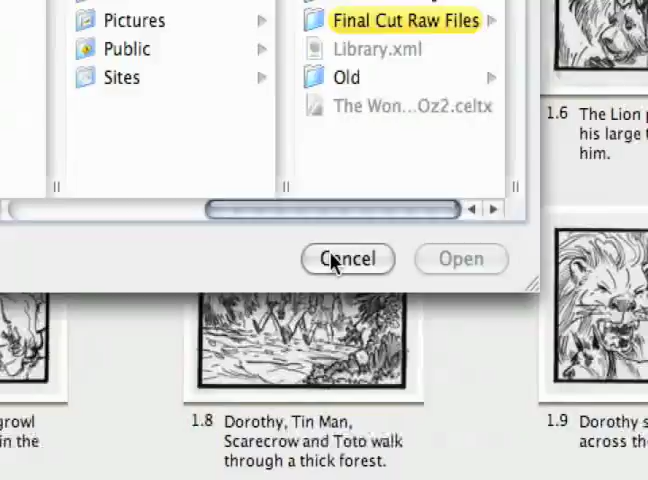 Pictures
Final Cut Raw Files
Public
Library.xml
Sites
Old
The Won...Oz2.celtx
1.6 The Lion
his large
him.
Cancel
Open
growl
in the
1.8 Dorothy, Tin Man,
Scarecrow and Toto walk
through a thick forest.
1.9 Dorothy s
across the